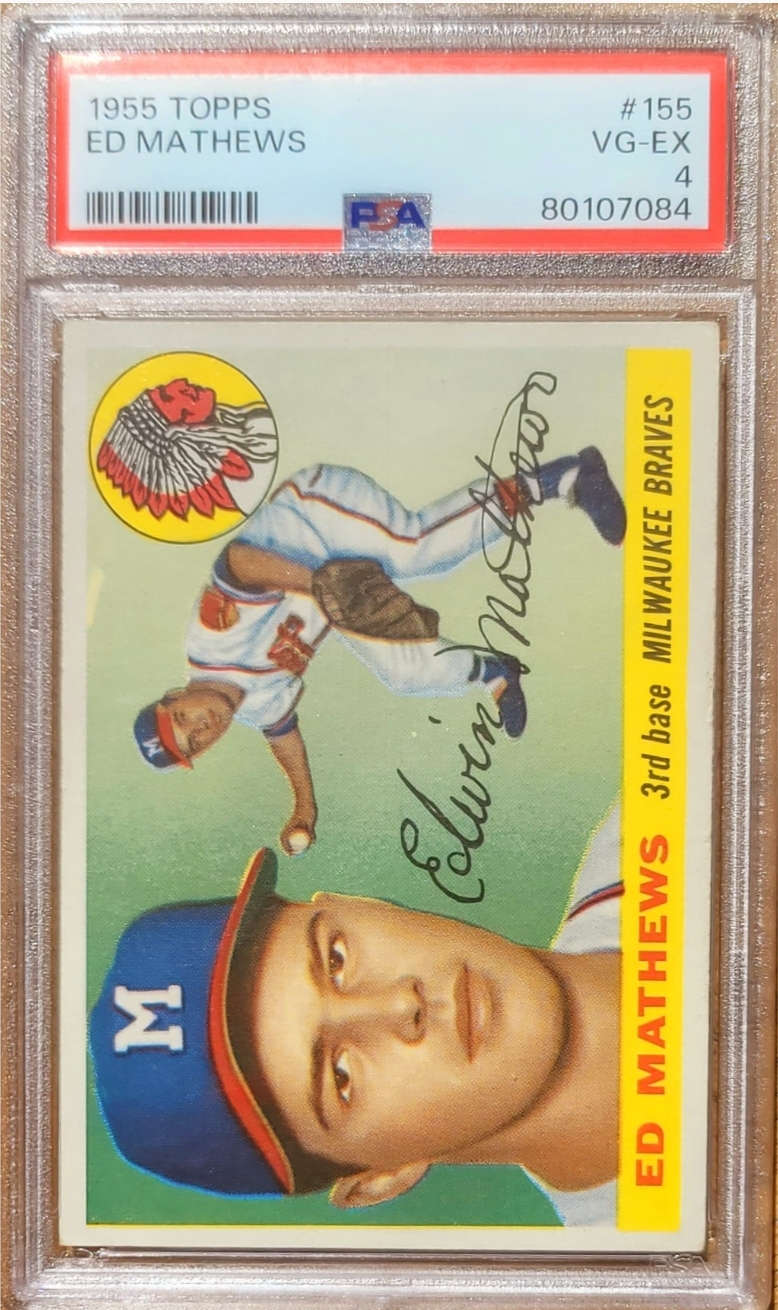 1955 TOPPS #155
ED MATHEWS VG-EX
4
PSA 80107084
M
M
Edwin Mathews
ED MATHEWS 3rd base MILWAUKEE BRAVES